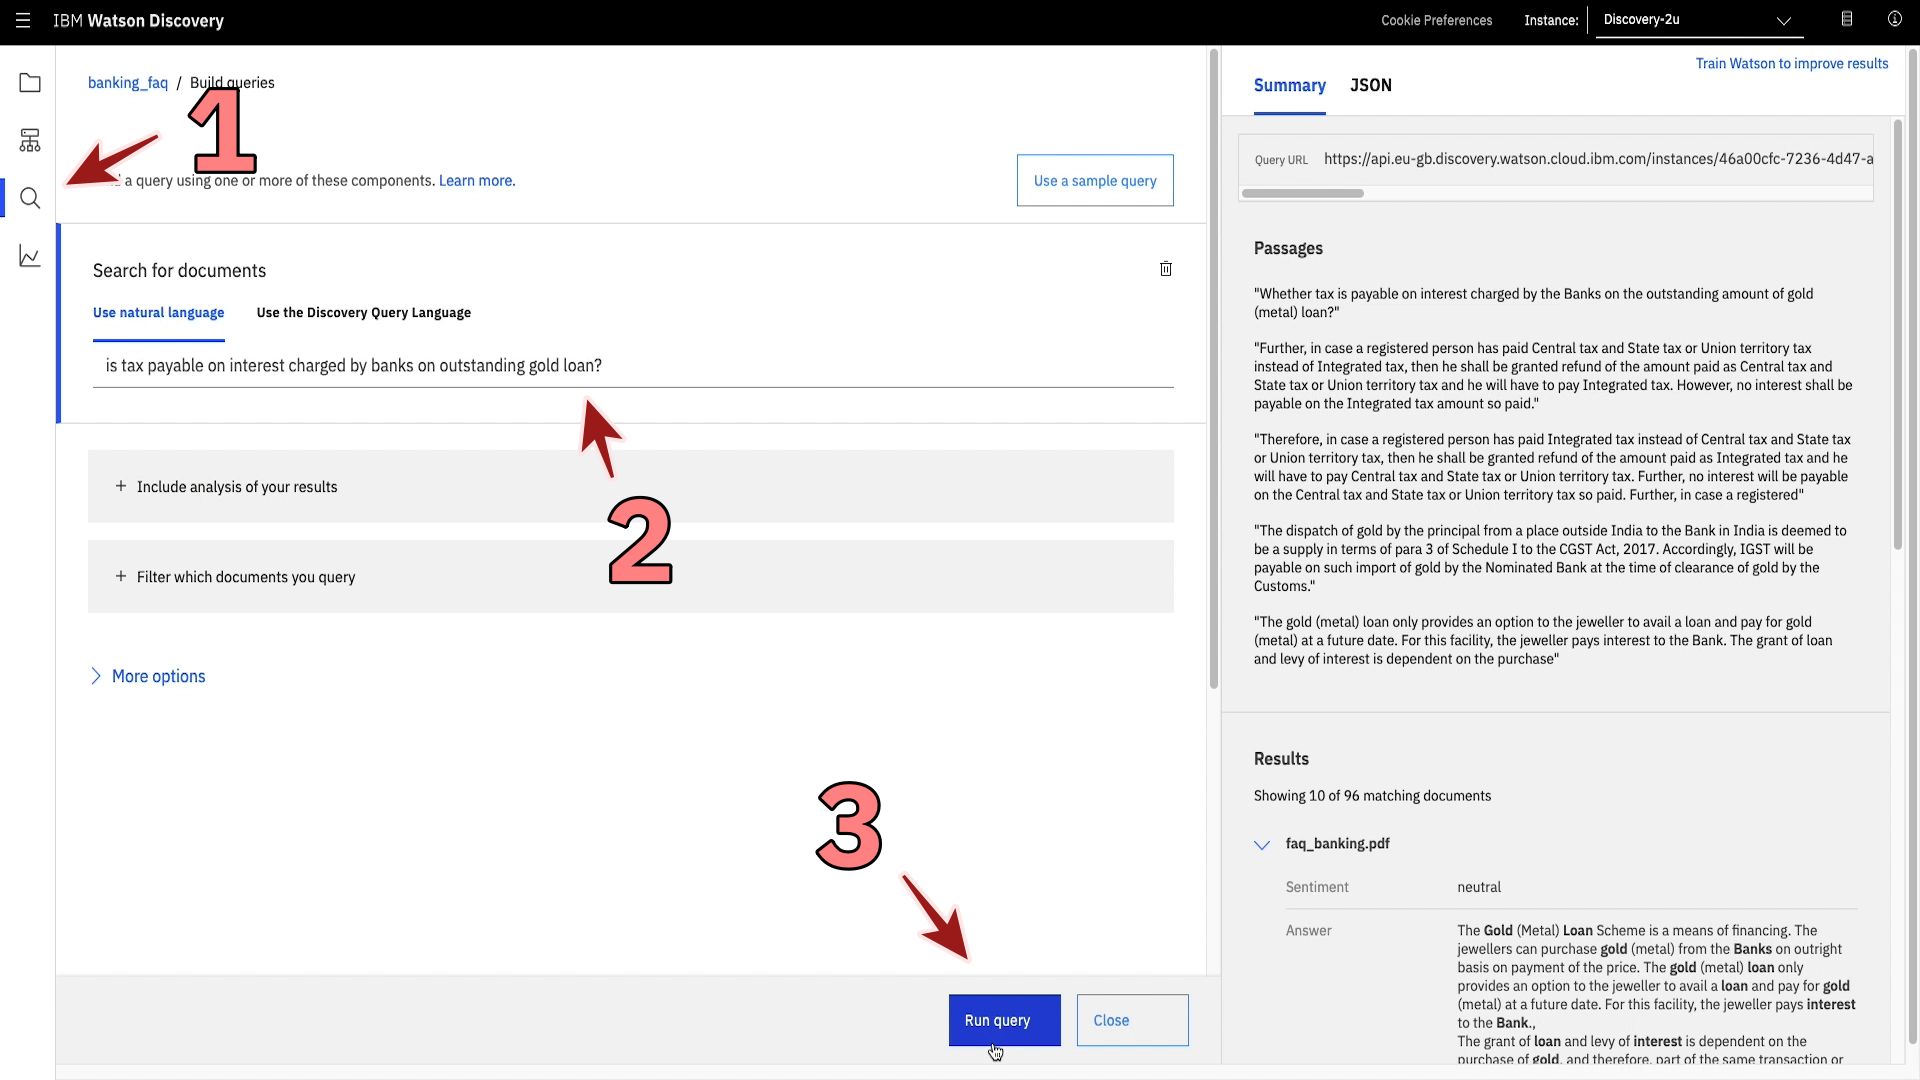 IBM Watson Discovery
Cookie Preferences
Instance:
Discovery-2u
banking_faq / Build queries
1
a query using one or more of these components. Learn more.
Use a sample query
Search for documents
Use natural language
Use the Discovery Query Language
is tax payable on interest charged by banks on outstanding gold loan?
+ Include analysis of your results
2
+ Filter which documents you query
More options
3
Run query
Close
Train Watson to improve results
Summary
JSON
Query URL
https://api.eu-gb.discovery.watson.cloud.ibm.com/instances/46a00cfc-7236-4d47-a
Passages
"Whether tax is payable on interest charged by the Banks on the outstanding amount of gold
(metal) loan?"
"Further, in case a registered person has paid Central tax and State tax or Union territory tax
instead of Integrated tax, then he shall be granted refund of the amount paid as Central tax and
State tax or Union territory tax and he will have to pay Integrated tax. However, no interest shall be
payable on the Integrated tax amount so paid."
"Therefore, in case a registered person has paid Integrated tax instead of Central tax and State tax
or Union territory tax, then he shall be granted refund of the amount paid as Integrated tax and he
will have to pay Central tax and State tax or Union territory tax. Further, no interest will be payable
on the Central tax and State tax or Union territory tax so paid. Further, in case a registered"
"The dispatch of gold by the principal from a place outside India to the Bank in India is deemed to
be a supply in terms of para 3 of Schedule I to the CGST Act, 2017. Accordingly, IGST will be
payable on such import of gold by the Nominated Bank at the time of clearance of gold by the
Customs."
"The gold (metal) loan only provides an option to the jeweller to avail a loan and pay for gold
(metal) at a future date. For this facility, the jeweller pays interest to the Bank. The grant of loan
and levy of interest is dependent on the purchase"
Results
Showing 10 of 96 matching documents
faq_banking.pdf
Sentiment
neutral
Answer
The Gold (Metal) Loan Scheme is a means of financing. The
jewellers can purchase gold (metal) from the Banks on outright
basis on payment of the price. The gold (metal) loan only
provides an option to the jeweller to avail a loan and pay for gold
(metal) at a future date. For this facility, the jeweller pays interest
to the Bank.,
The grant of loan and levy of interest is dependent on the
purchase of gold, and therefore, part of the same transaction or